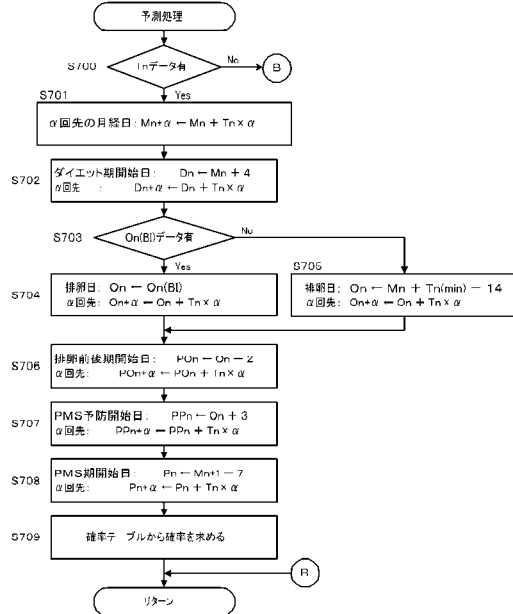 予測処理
S700
Tnデータ有
No
B
S701
Yes
α回先の月経日: Mn+α ← Mn + Tn×α
S702
ダイエット期開始日: Dn ← Mn + 4
α回先 : Dn+α ← Dn + Tn×α
S703
On(BI)データ有
No
Yes
S704
排卵日: On ← On(BI)
α回先: On+α ← On + Tn×α
S705
排卵日: On ← Mn + Tn(min) − 14
α回先: On+α ← On + Tn×α
S706
排卵前後期開始日: POn ← On − 2
α回先: POn+α ← POn + Tn×α
S707
PMS予防開始日: PPn ← On + 3
α回先: PPn+α ← PPn + Tn×α
S708
PMS期開始日: Pn ← Mn+1 − 7
α回先: Pn+α ← Pn + Tn×α
S709
確率テーブルから確率を求める
R
リターン